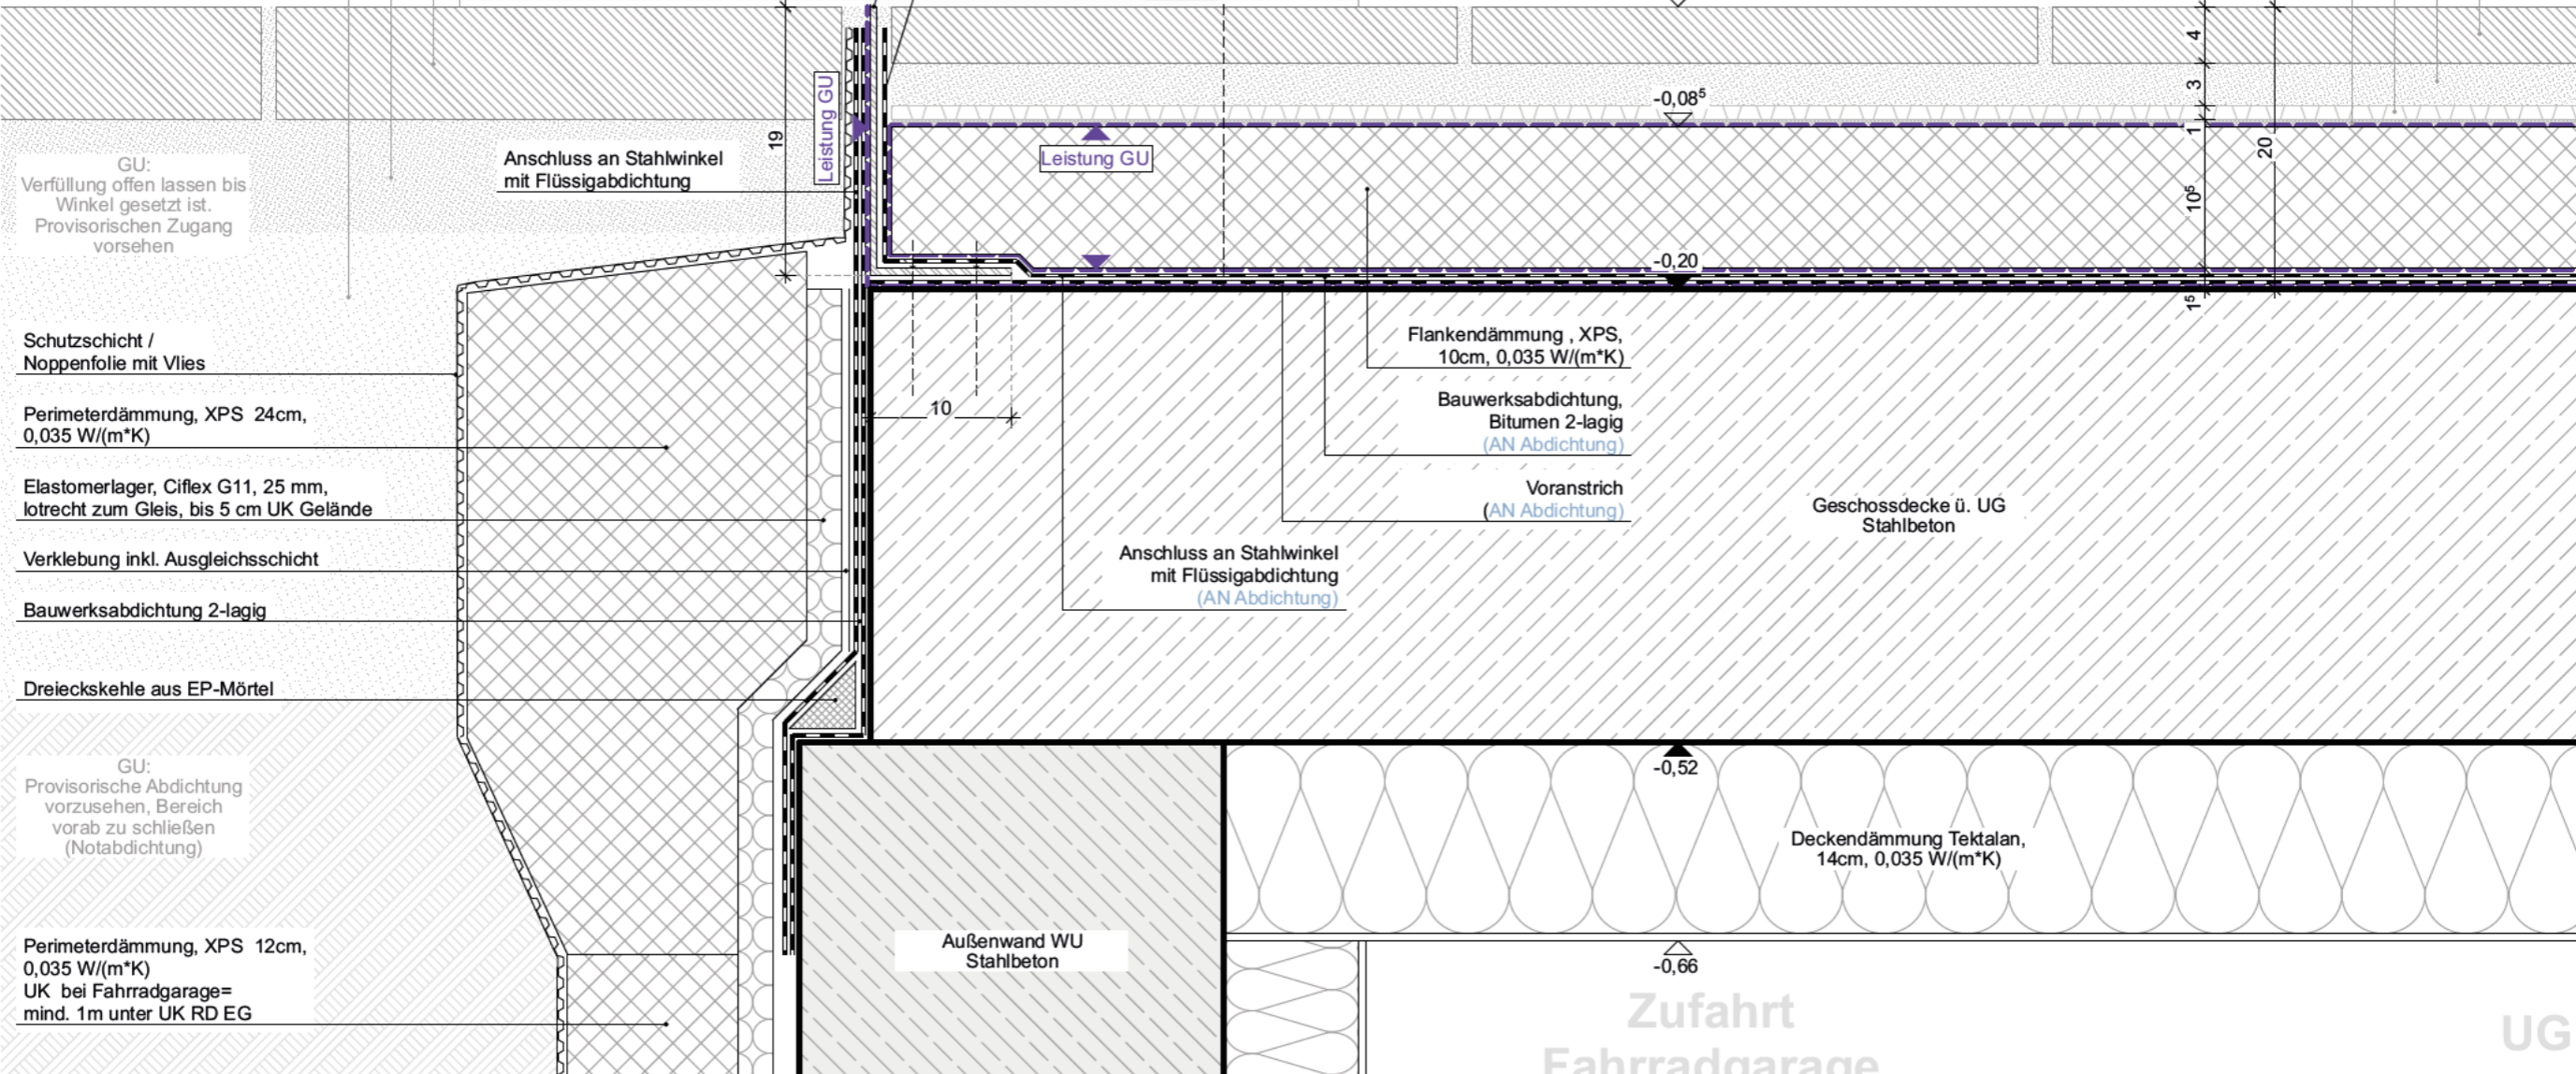 4
3
1
10⁵
1⁵
20
19
Leistung GU
-0,08⁵
Leistung GU
-0,20
GU:
Verfüllung offen lassen bis
Winkel gesetzt ist.
Provisorischen Zugang
vorsehen
Anschluss an Stahlwinkel
mit Flüssigabdichtung
Schutzschicht /
Noppenfolie mit Vlies
Perimeterdämmung, XPS 24cm,
0,035 W/(m*K)
Elastomerlager, Ciflex G11, 25 mm,
lotrecht zum Gleis, bis 5 cm UK Gelände
Verklebung inkl. Ausgleichsschicht
Bauwerksabdichtung 2-lagig
Dreieckskehle aus EP-Mörtel
GU:
Provisorische Abdichtung
vorzusehen, Bereich
vorab zu schließen
(Notabdichtung)
Perimeterdämmung, XPS 12cm,
0,035 W/(m*K)
UK bei Fahrradgarage=
mind. 1m unter UK RD EG
10
Flankendämmung , XPS,
10cm, 0,035 W/(m*K)
Bauwerksabdichtung,
Bitumen 2-lagig
(AN Abdichtung)
Voranstrich
(AN Abdichtung)
Anschluss an Stahlwinkel
mit Flüssigabdichtung
(AN Abdichtung)
Geschossdecke ü. UG
Stahlbeton
-0,52
Deckendämmung Tektalan,
14cm, 0,035 W/(m*K)
-0,66
Außenwand WU
Stahlbeton
Zufahrt
Fahrradgarage
UG